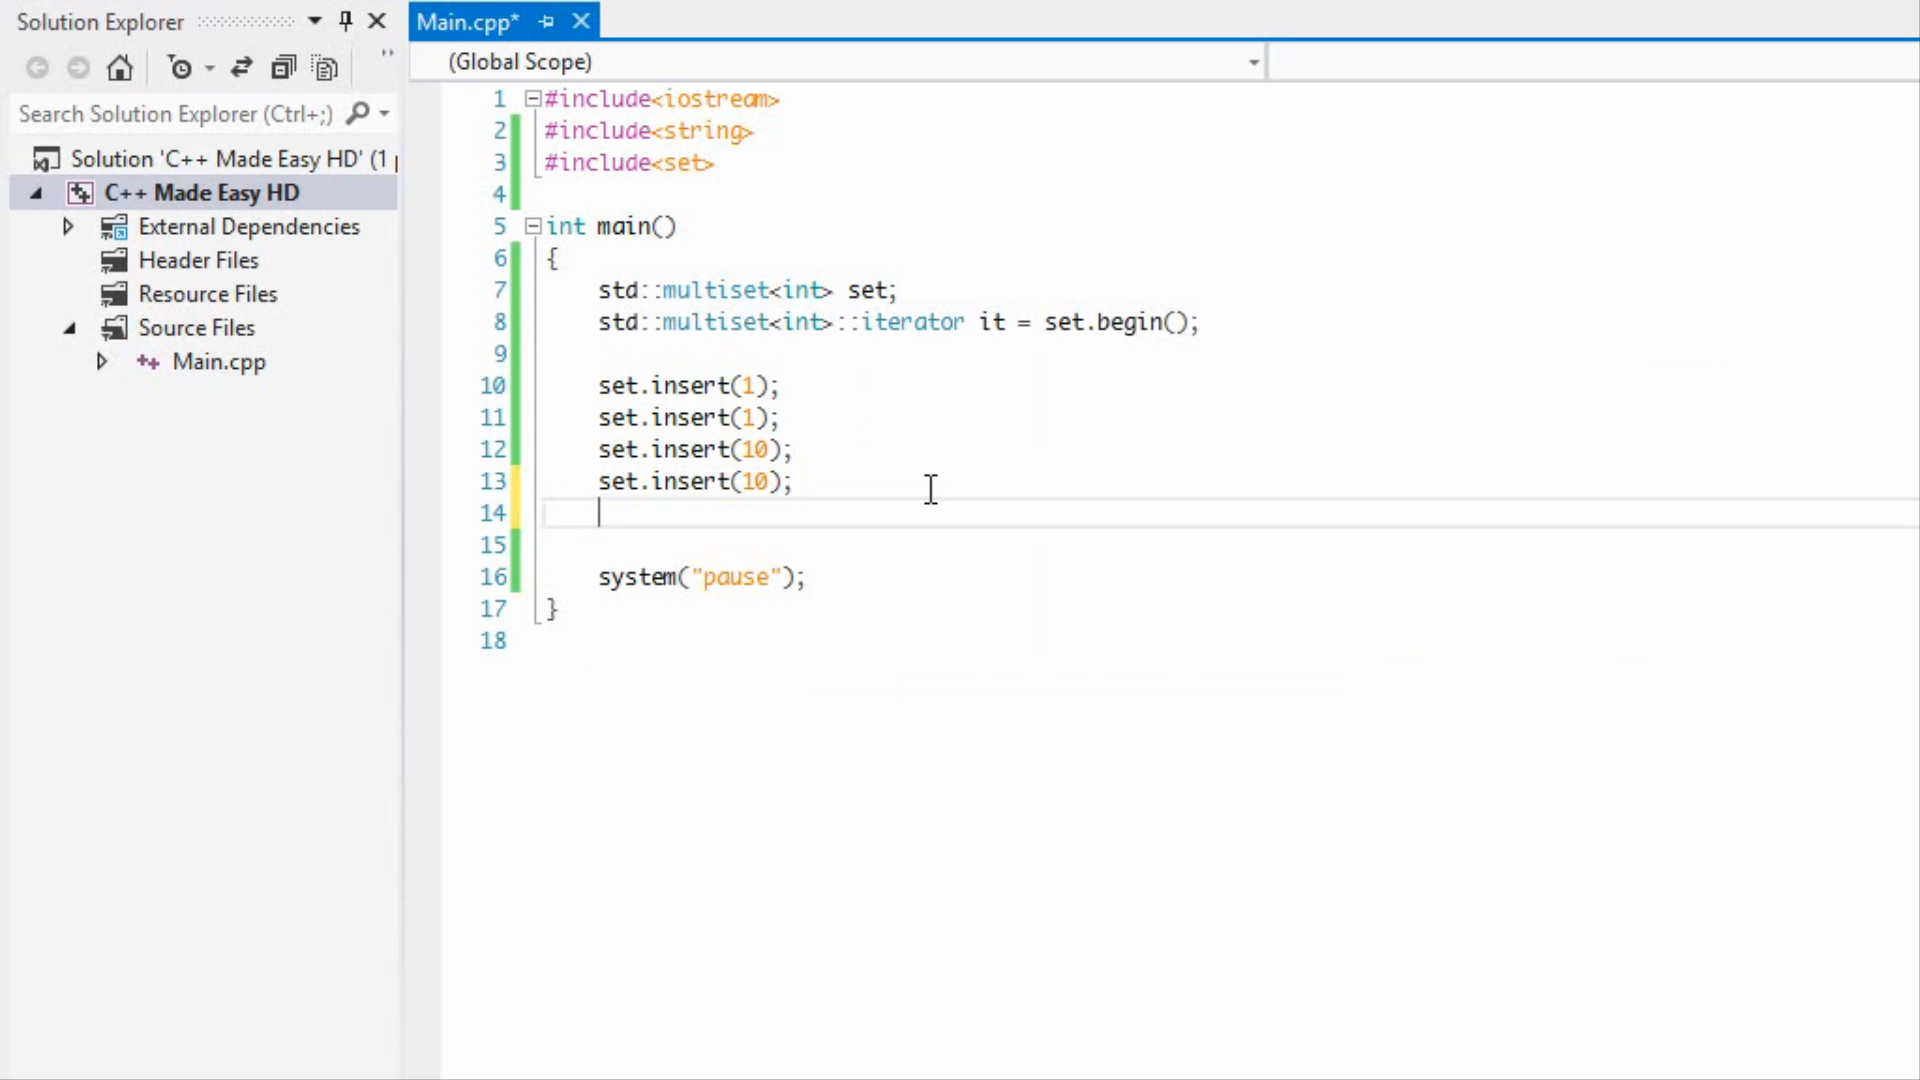 Solution Explorer
Search Solution Explorer (Ctrl+;)
Solution 'C++ Made Easy HD' (1 p
C++ Made Easy HD
External Dependencies
Header Files
Resource Files
Source Files
Main.cpp
Main.cpp*
(Global Scope)
1 #include<iostream>
2 #include<string>
3 #include<set>
4
5 int main()
6 {
7 std::multiset<int> set;
8 std::multiset<int>::iterator it = set.begin();
9
10 set.insert(1);
11 set.insert(1);
12 set.insert(10);
13 set.insert(10);
14
15
16 system("pause");
17 }
18